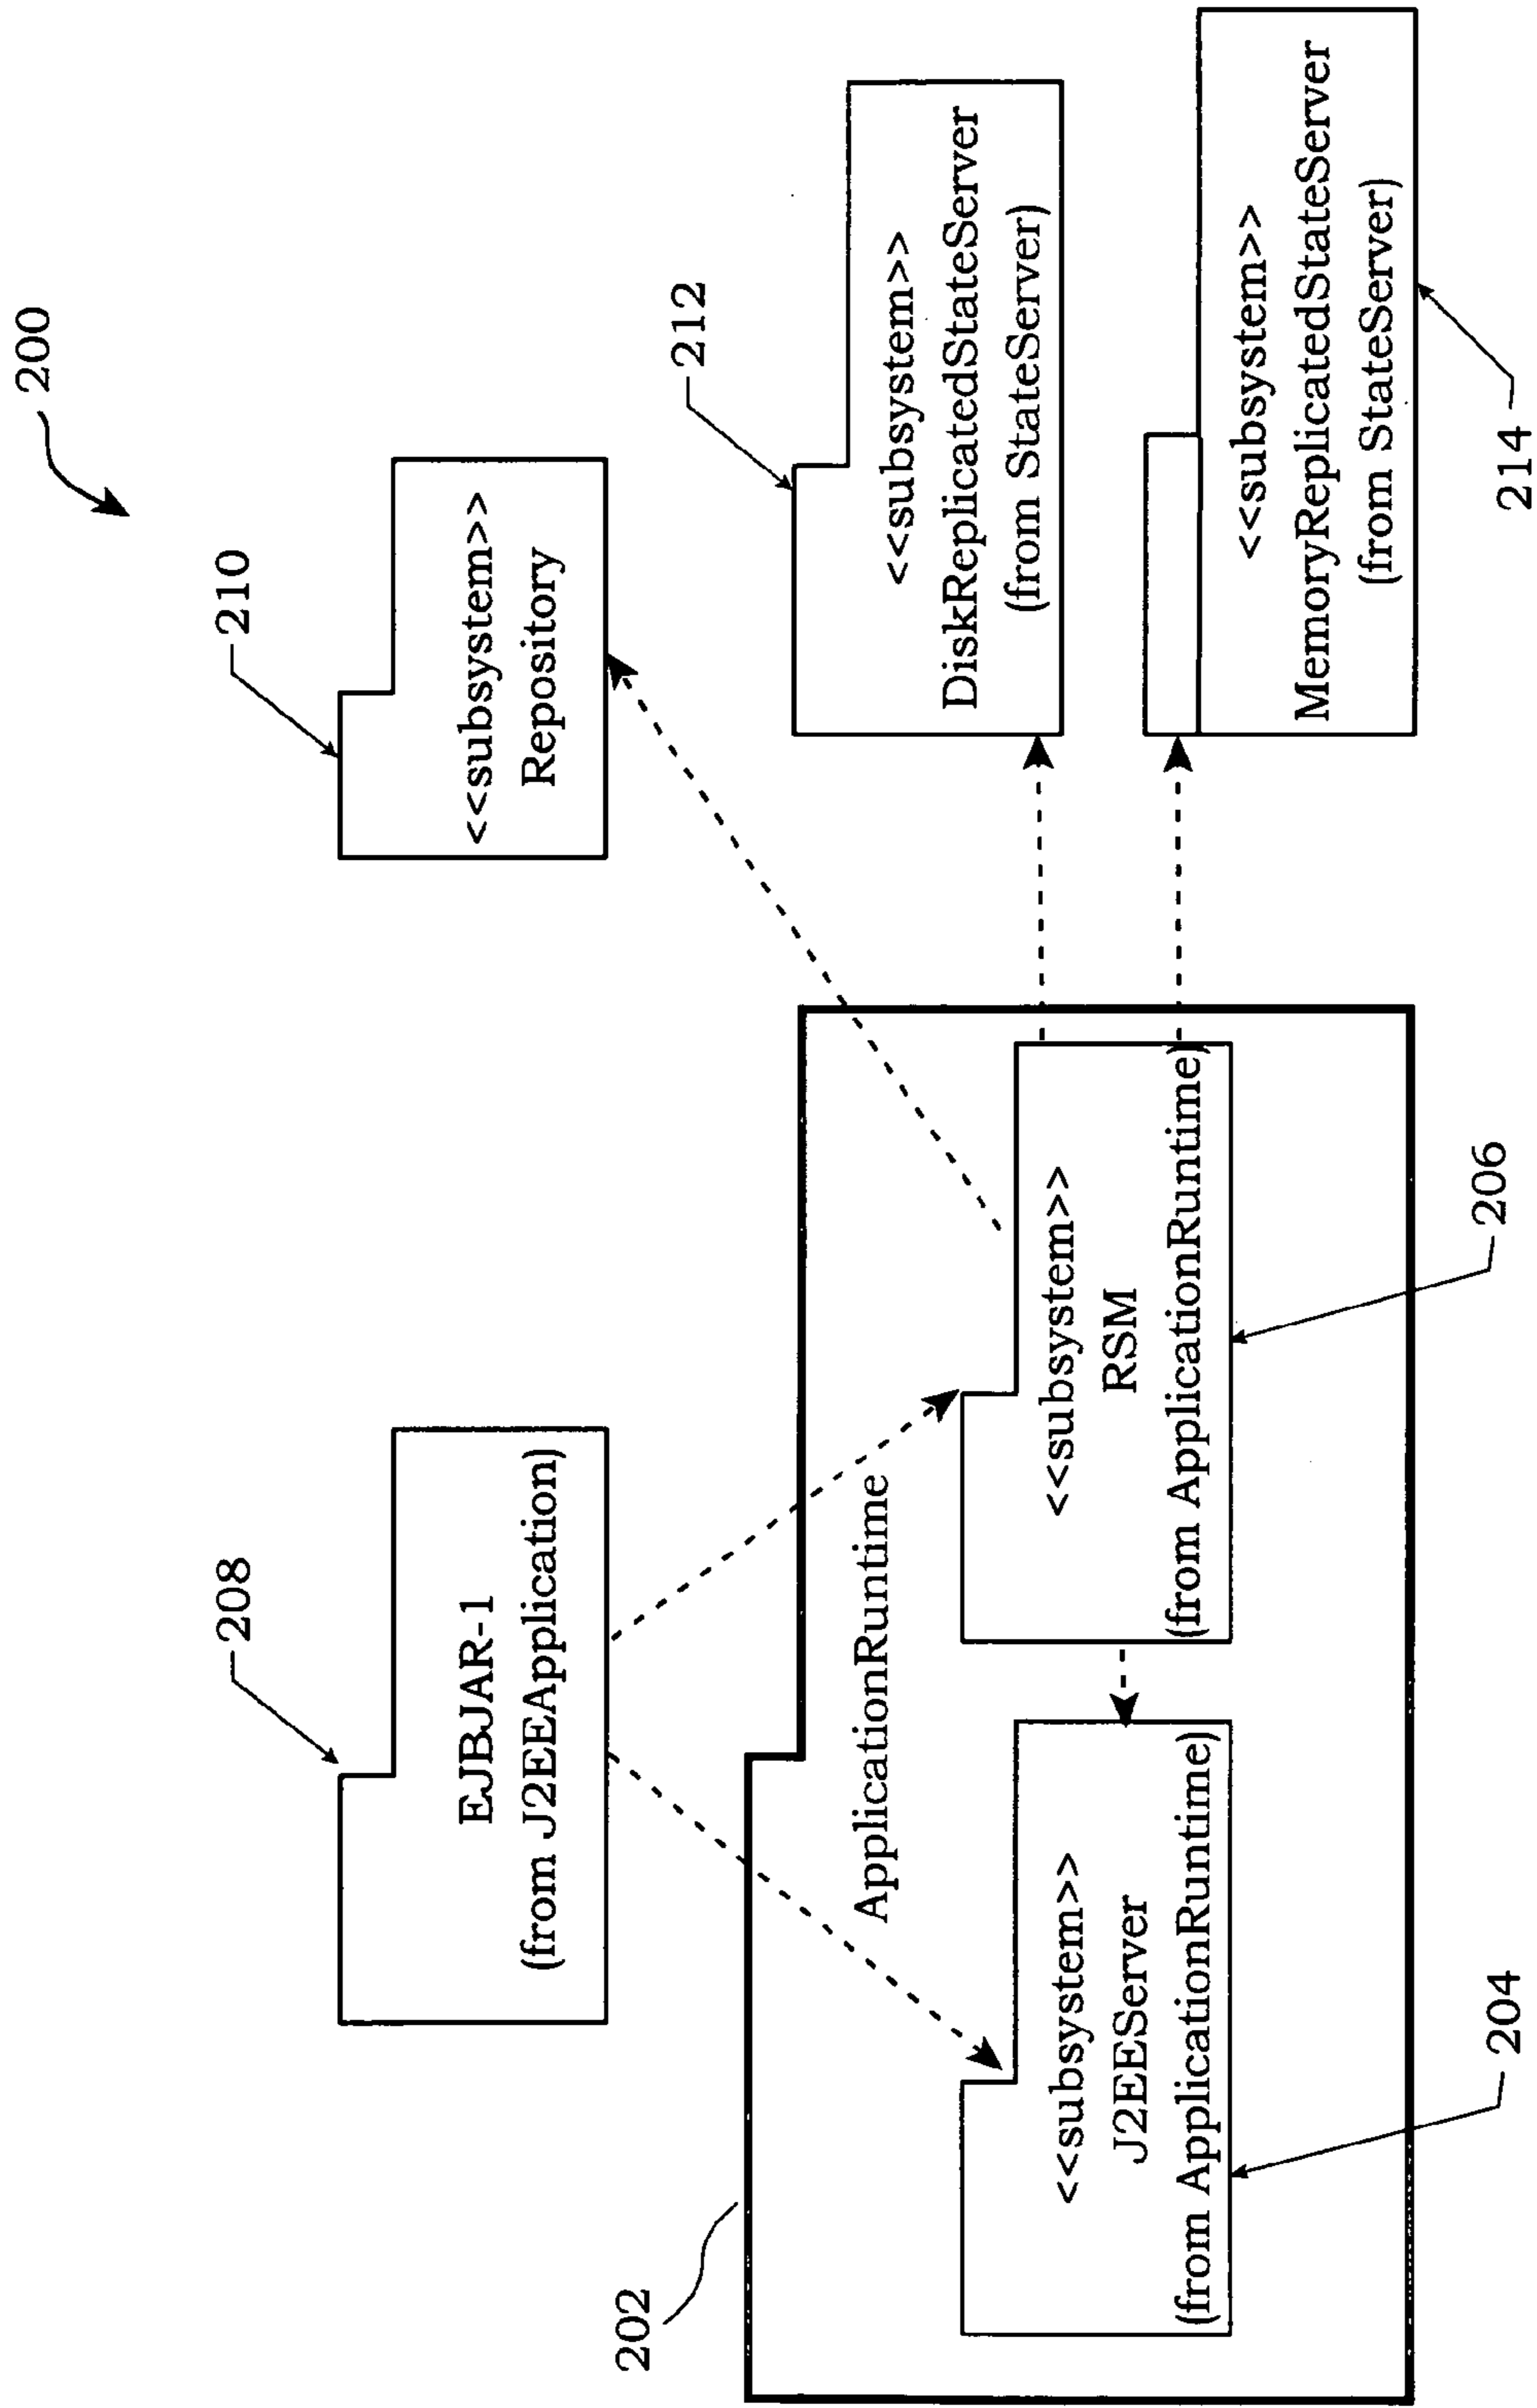 200
208
EJBJAR-1
(from J2EEApplication)
210
<<subsystem>>
Repository
202
ApplicationRuntime
<<subsystem>>
J2EEServer
(from ApplicationRuntime)
204
<<subsystem>>
RSM
(from ApplicationRuntime)
206
212
<<subsystem>>
DiskReplicatedStateServer
(from StateServer)
<<subsystem>>
MemoryReplicatedStateServer
(from StateServer)
214